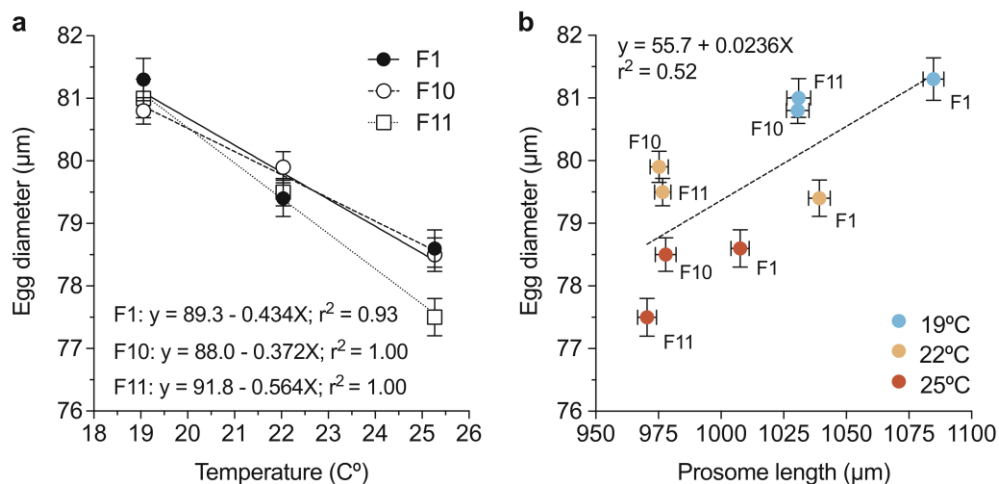 a
82
81
80
79
78
77
76
Egg diameter (µm)
F1
F10
F11
F1: y = 89.3 - 0.434X; r² = 0.93
F10: y = 88.0 - 0.372X; r² = 1.00
F11: y = 91.8 - 0.564X; r² = 1.00
18 19 20 21 22 23 24 25 26
Temperature (Cº)
b
82
81
80
79
78
77
76
Egg diameter (µm)
y = 55.7 + 0.0236X
r² = 0.52
F11
F1
F10
F10
F11
F1
F10
F1
F11
19ºC
22ºC
25ºC
950 975 1000 1025 1050 1075 1100
Prosome length (µm)